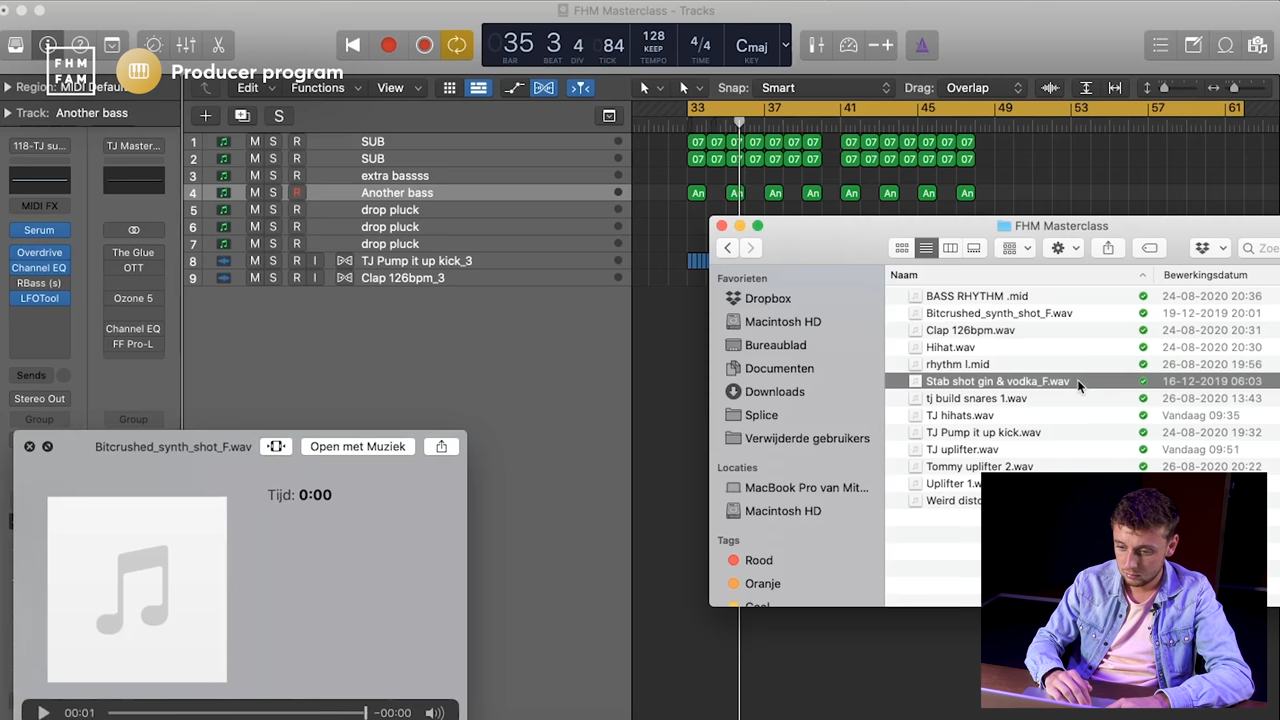 FHM Masterclass - Tracks
35 3 4 084
BAR BEAT DIV TICK
128
KEEP
TEMPO
4/4
TIME
Cmaj
KEY
FHM
FAM
Producer program
Region: MIDI Defau
Track: Another bass
Edit Functions View
Snap: Smart
Drag: Overlap
S
33 37 41 45 49 53 57 61
118-TJ su...
TJ Master...
MIDI FX
Serum
Overdrive
Channel EQ
RBass (s)
LFOTool
The Glue
OTT
Ozone 5
Channel EQ
FF Pro-L
Sends
Stereo Out
Group
Group
1 M S R SUB
07 07 07 07 07 07 07 07 07 07 07 07 07 07
2 M S R SUB
07 07 07 07 07 07 07 07 07 07 07 07 07 07
3 M S R extra bassss
4 M S R Another bass
An An An An An An An An
5 M S R drop pluck
6 M S R drop pluck
7 M S R drop pluck
8 M S R I TJ Pump it up kick_3
9 M S R I Clap 126bpm_3
FHM Masterclass
Zoe
Favorieten
Dropbox
Macintosh HD
Bureaublad
Documenten
Downloads
Splice
Verwijderde gebruikers
Locaties
MacBook Pro van Mit...
Macintosh HD
Tags
Rood
Oranje
Naam Bewerkingsdatum
BASS RHYTHM .mid 24-08-2020 20:36
Bitcrushed_synth_shot_F.wav 19-12-2019 20:01
Clap 126bpm.wav 24-08-2020 20:31
Hihat.wav 24-08-2020 20:30
rhythm I.mid 26-08-2020 19:56
Stab shot gin & vodka_F.wav 16-12-2019 06:03
tj build snares 1.wav 26-08-2020 13:43
TJ hihats.wav Vandaag 09:35
TJ Pump it up kick.wav 24-08-2020 19:32
TJ uplifter.wav Vandaag 09:51
Tommy uplifter 2.wav 26-08-2020 20:22
Uplifter 1.w
Weird disto
Bitcrushed_synth_shot_F.wav
Open met Muziek
Tijd: 0:00
00:01
-00:00